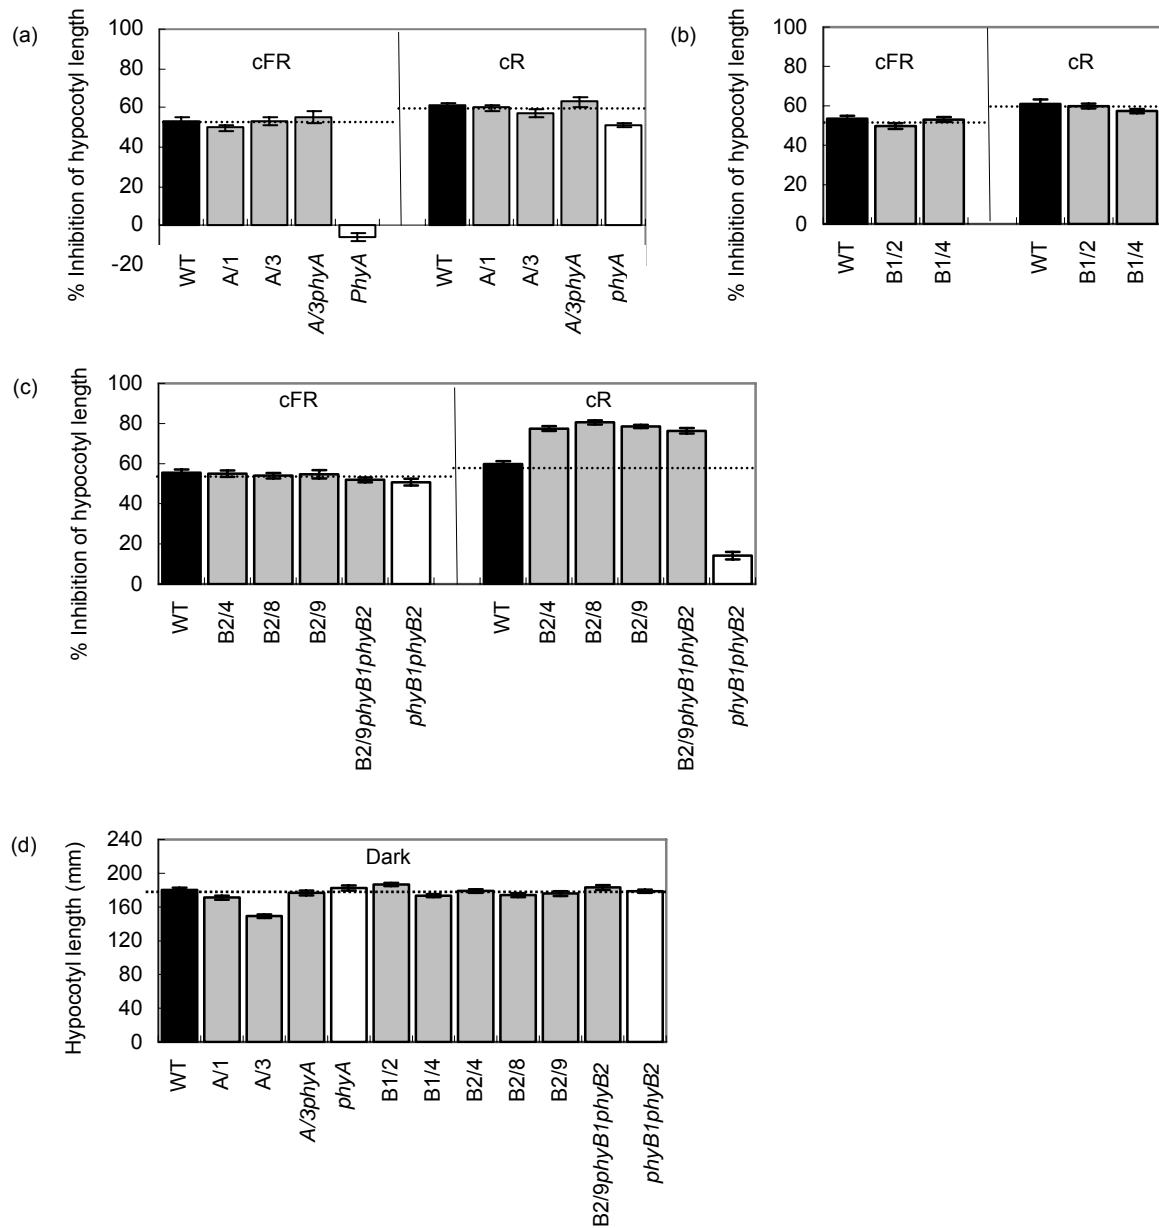 (a)
% Inhibition of hypocotyl length
100
80
60
40
20
0
-20
cFR
cR
WT
A/1
A/3
A/3phyA
PhyA
WT
A/1
A/3
A/3phyA
phyA
(b)
% Inhibition of hypocotyl length
100
80
60
40
20
0
cFR
cR
WT
B1/2
B1/4
WT
B1/2
B1/4
(c)
% Inhibition of hypocotyl length
100
80
60
40
20
0
cFR
cR
WT
B2/4
B2/8
B2/9
B2/9phyB1phyB2
phyB1phyB2
WT
B2/4
B2/8
B2/9
B2/9phyB1phyB2
phyB1phyB2
(d)
Hypocotyl length (mm)
240
200
160
120
80
40
0
Dark
WT
A/1
A/3
A/3phyA
phyA
B1/2
B1/4
B2/4
B2/8
B2/9
B2/9phyB1phyB2
phyB1phyB2